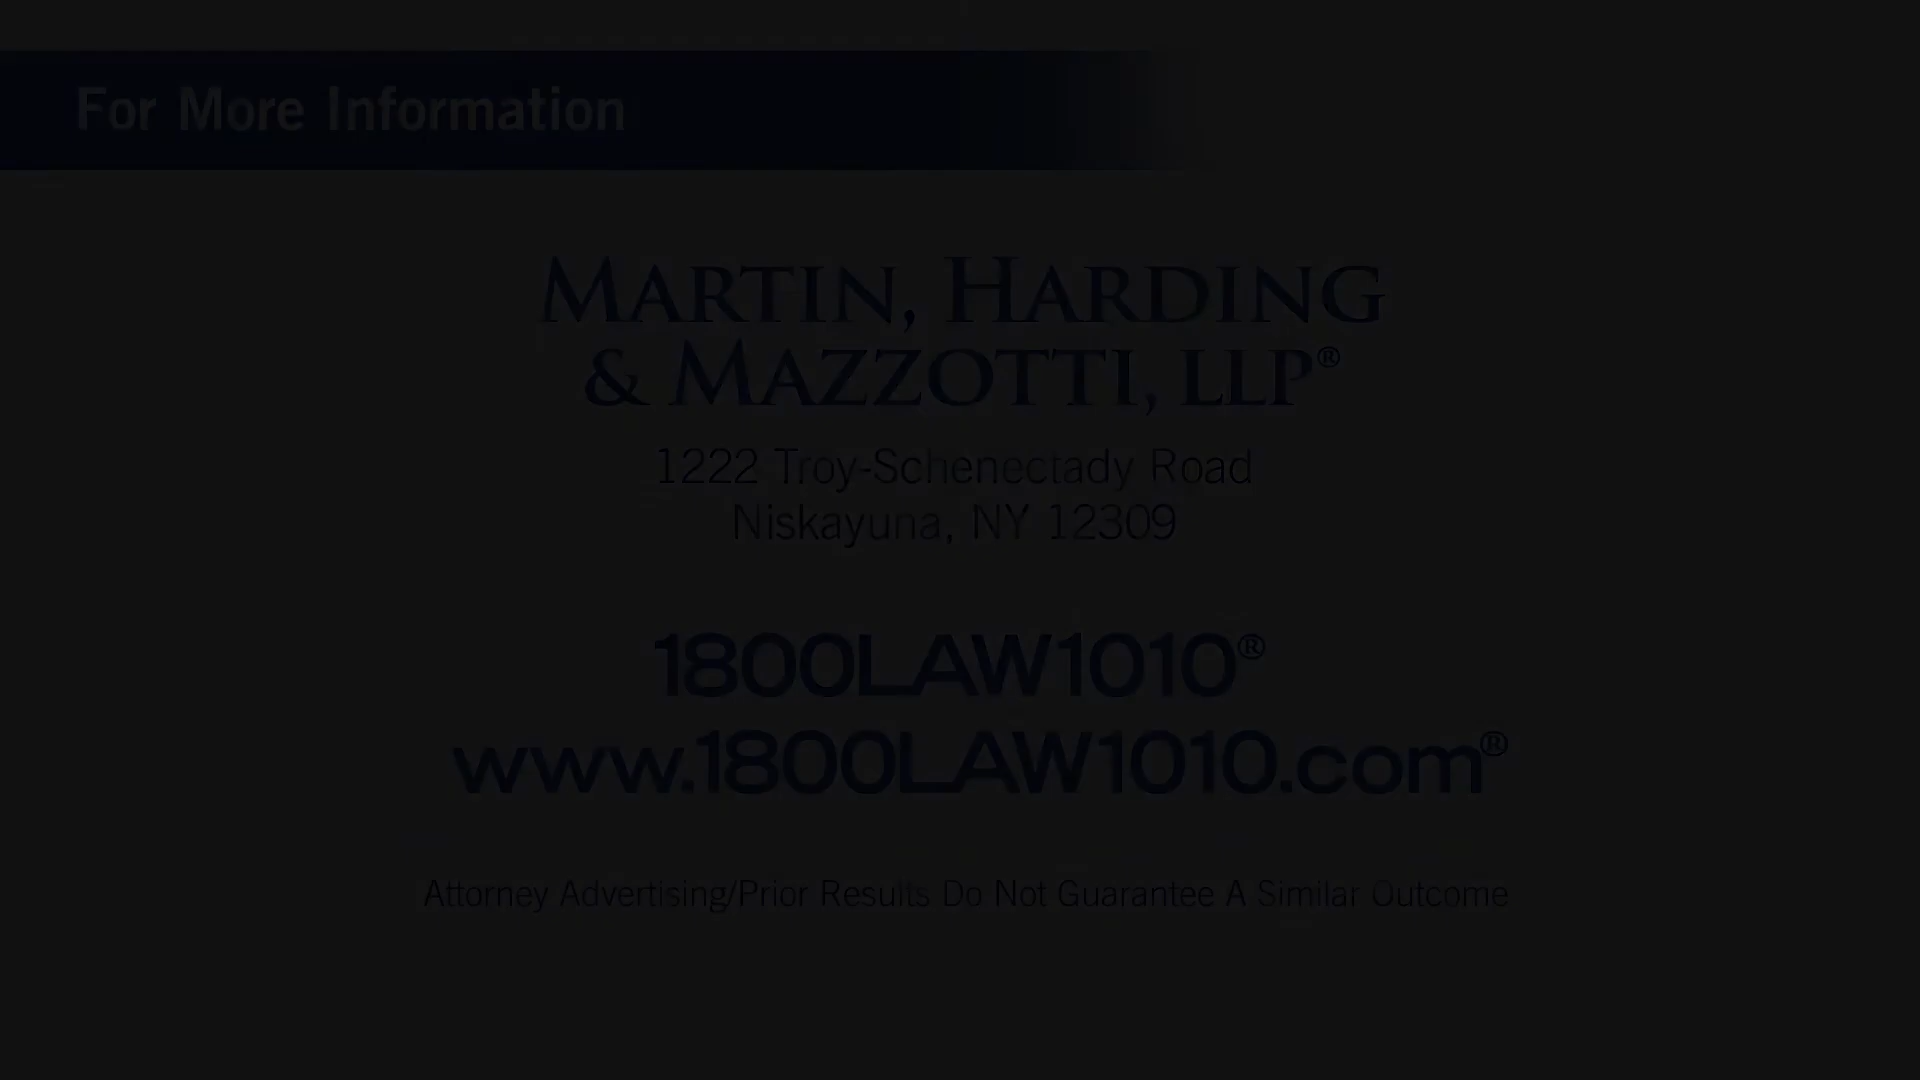 For More Information
MARTIN, HARDING
& MAZZOTTI, LLP®
1222 Troy-Schenectady Road
Niskayuna, NY 12309
1800LAW1010®
www.1800LAW1010.com®
Attorney Advertising/Prior Results Do Not Guarantee A Similar Outcome